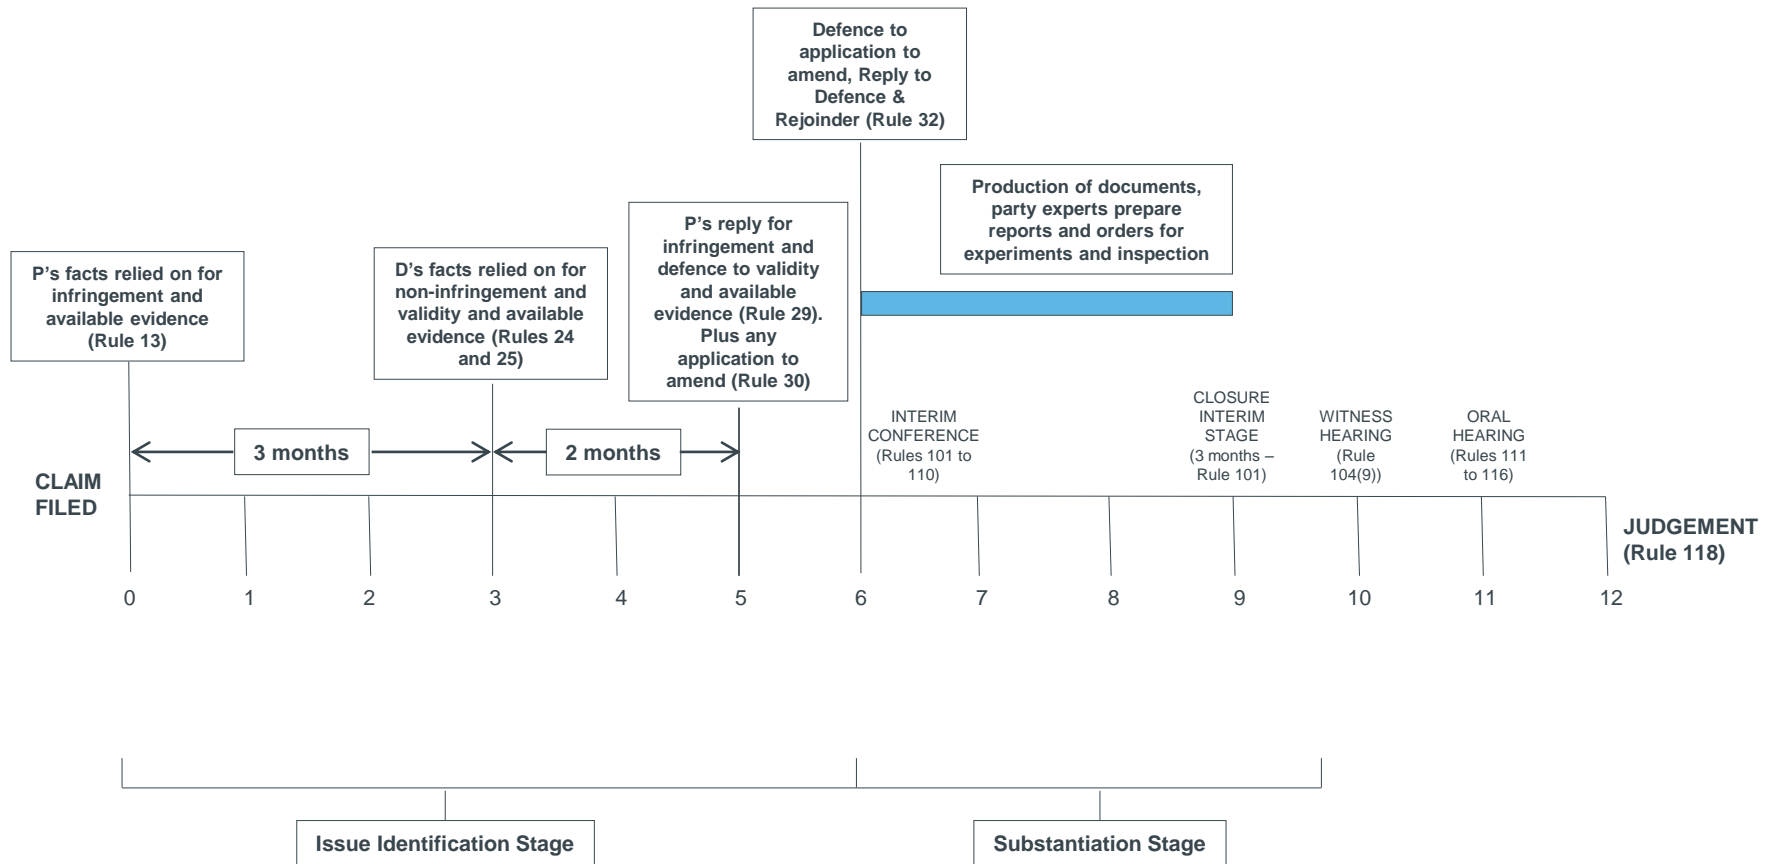 Defence to
application to
amend, Reply to
Defence &
Rejoinder (Rule 32)
Production of documents,
party experts prepare
reports and orders for
experiments and inspection
P's reply for
infringement and
defence to validity
and available
evidence (Rule 29).
Plus any
application to
amend (Rule 30)
D's facts relied on for
non-infringement and
validity and available
evidence (Rules 24
and 25)
P's facts relied on for
infringement and
available evidence
(Rule 13)
INTERIM
CONFERENCE
(Rules 101 to
110)
CLOSURE
INTERIM
STAGE
(3 months –
Rule 101)
WITNESS
HEARING
(Rule
104(9))
ORAL
HEARING
(Rules 111
to 116)
3 months
2 months
CLAIM
FILED
JUDGEMENT
(Rule 118)
0 1 2 3 4 5 6 7 8 9 10 11 12
Issue Identification Stage
Substantiation Stage